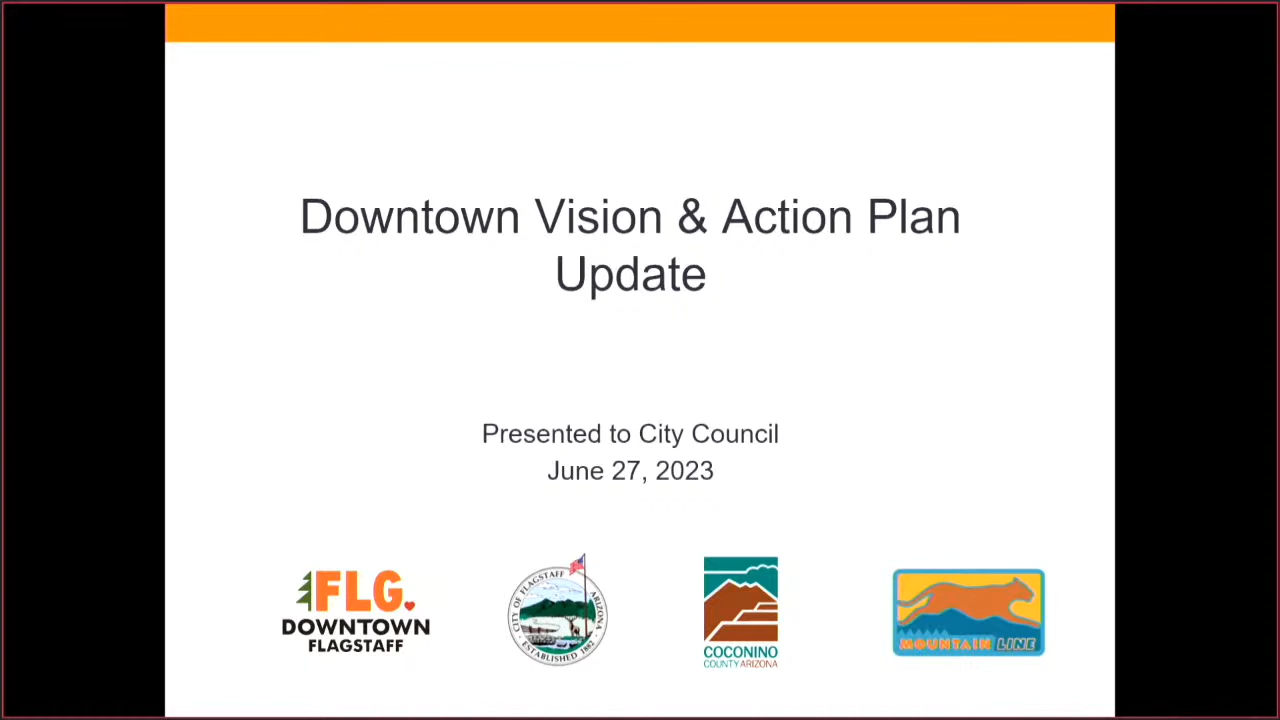 Downtown Vision & Action Plan
Update
Presented to City Council
June 27, 2023
FLG.
DOWNTOWN
FLAGSTAFF
CITY OF FLAGSTAFF ARIZONA
· ESTABLISHED 1882 ·
COCONINO
COUNTY ARIZONA
MOUNTAIN LINE